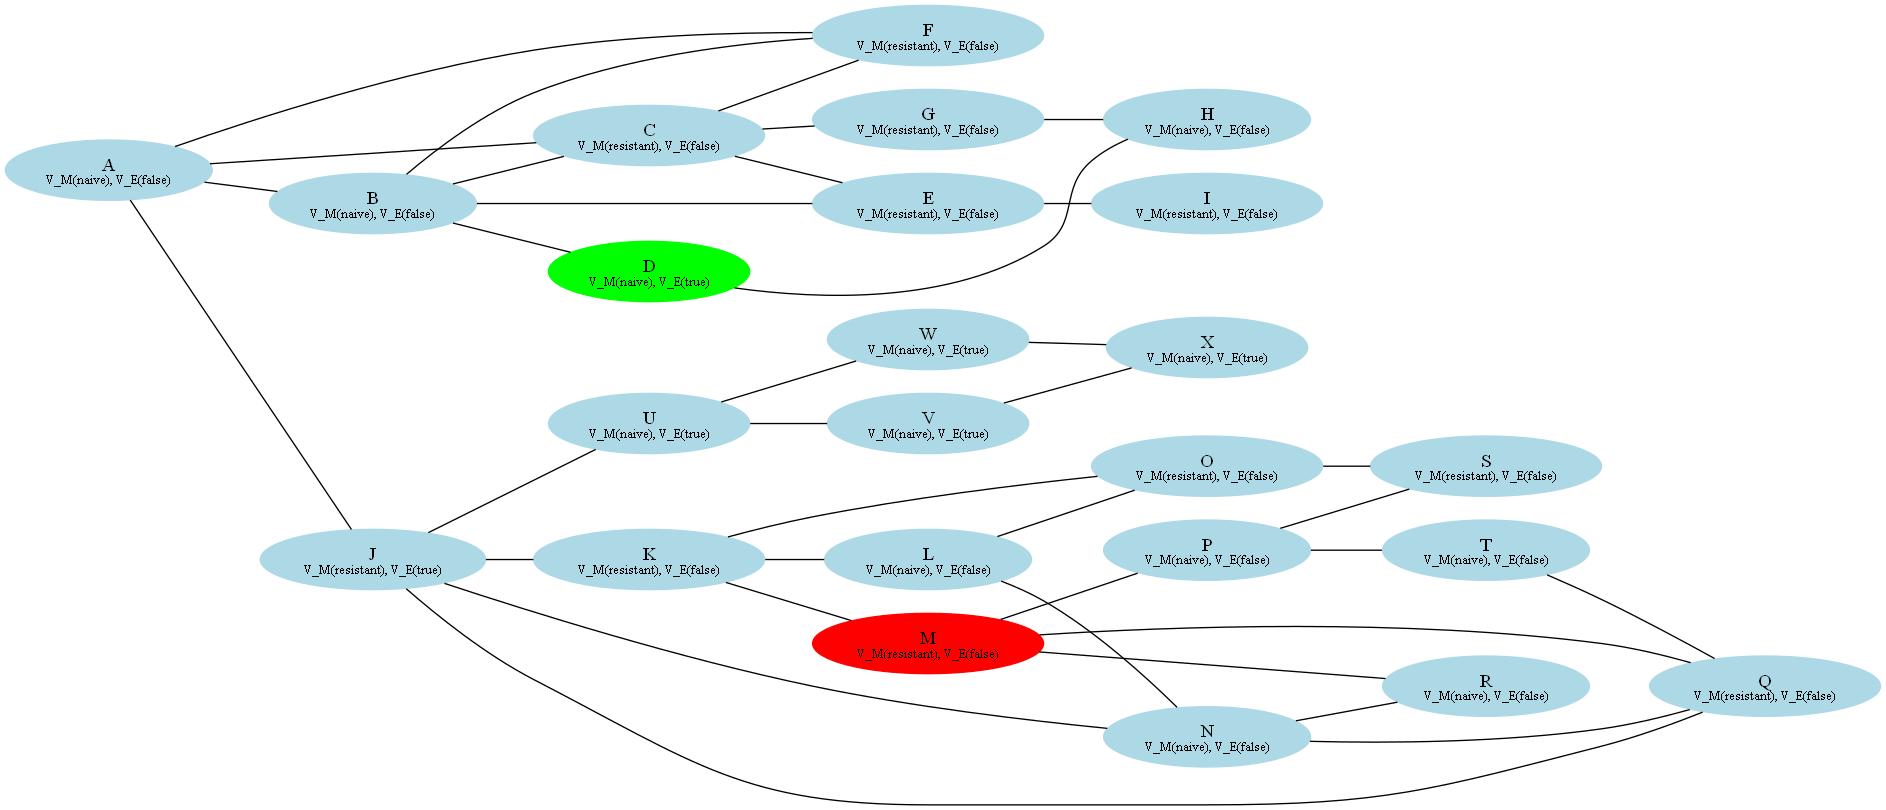 F
V_M(resistant), V_E(false)
G
V_M(resistant), V_E(false)
H
V_M(naive), V_E(false)
C
V_M(resistant), V_E(false)
A
V_M(naive), V_E(false)
B
V_M(naive), V_E(false)
E
V_M(resistant), V_E(false)
I
V_M(resistant), V_E(false)
D
V_M(naive), V_E(true)
W
V_M(naive), V_E(true)
X
V_M(naive), V_E(true)
U
V_M(naive), V_E(true)
V
V_M(naive), V_E(true)
O
V_M(resistant), V_E(false)
S
V_M(resistant), V_E(false)
J
V_M(resistant), V_E(true)
K
V_M(resistant), V_E(false)
L
V_M(naive), V_E(false)
P
V_M(naive), V_E(false)
T
V_M(naive), V_E(false)
M
V_M(resistant), V_E(false)
R
V_M(naive), V_E(false)
Q
V_M(resistant), V_E(false)
N
V_M(naive), V_E(false)